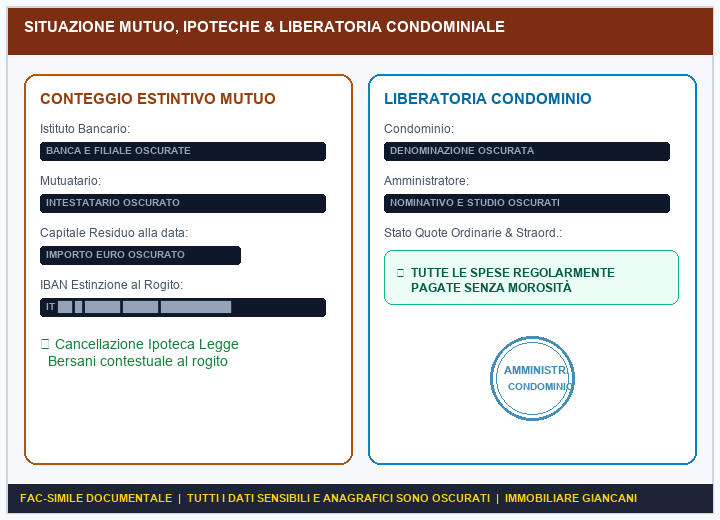 SITUAZIONE MUTUO, IPOTECHE & LIBERATORIA CONDOMINIALE
CONTEGGIO ESTINTIVO MUTUO
Istituto Bancario:
BANCA E FILIALE OSCURATE
Mutuatario:
INTESTATARIO OSCURATO
Capitale Residuo alla data:
IMPORTO EURO OSCURATO
IBAN Estinzione al Rogito:
IT
Cancellazione Ipoteca Legge
Bersani contestuale al rogito
LIBERATORIA CONDOMINIO
Condominio:
DENOMINAZIONE OSCURATA
Amministratore:
NOMINATIVO E STUDIO OSCURATI
Stato Quote Ordinarie & Straord.:
TUTTE LE SPESE REGOLARMENTE
PAGATE SENZA MOROSITÀ
AMMINISTR.
CONDOMINIO
FAC-SIMILE DOCUMENTALE | TUTTI I DATI SENSIBILI E ANAGRAFICI SONO OSCURATI | IMMOBILIARE GIANCANI